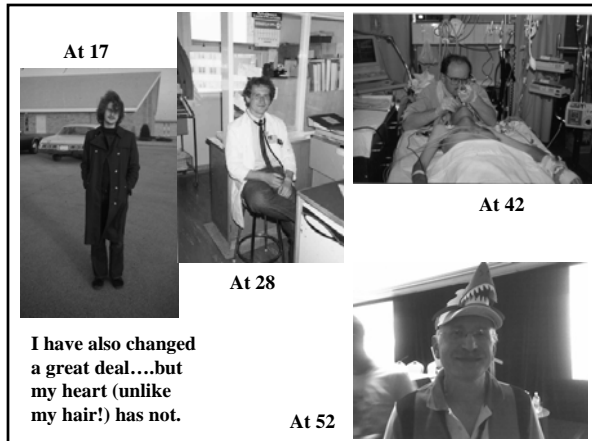 At 17
At 28
At 42
I have also changed
a great deal….but
my heart (unlike
my hair!) has not.
At 52